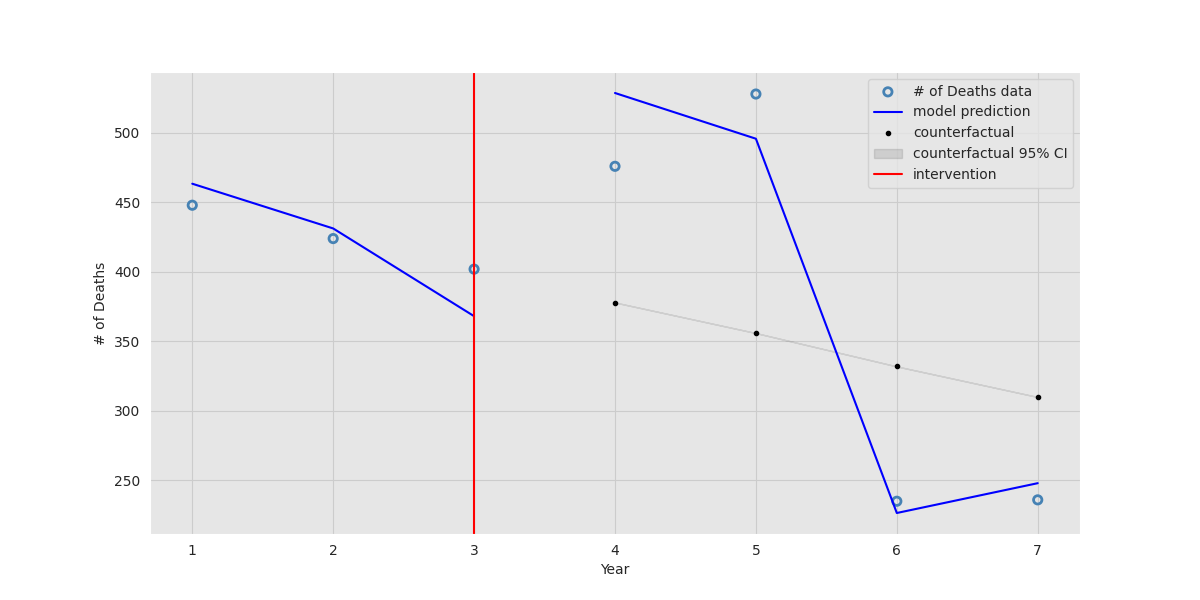 # of Deaths data
model prediction
counterfactual
counterfactual 95% CI
intervention
500
450
400
350
300
250
# of Deaths
1 2 3 4 5 6 7
Year